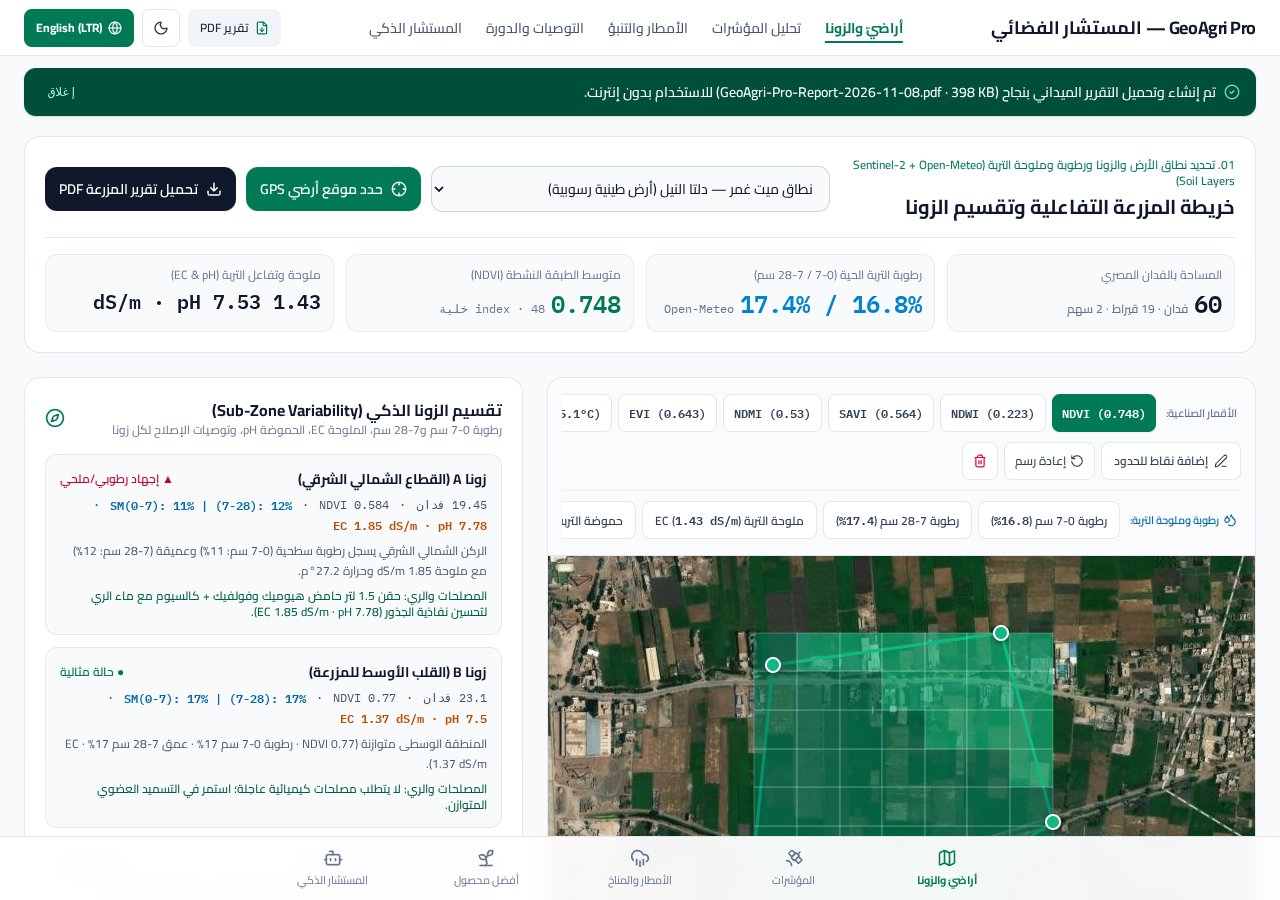 GeoAgri Pro — المستشار الفضائي
أراضيّ والزونا
تحليل المؤشرات
الأمطار والتنبؤ
التوصيات والدورة
المستشار الذكي
تقرير PDF
English (LTR)
تم إنشاء وتحميل التقرير الميداني بنجاح (GeoAgri-Pro-Report-2026-11-08.pdf · 398 KB) للاستخدام بدون إنترنت.
إغلاق
01. تحديد نطاق الأرض والزونا ورطوبة وملوحة التربة (Sentinel-2 + Open-Meteo
Soil Layers)
خريطة المزرعة التفاعلية وتقسيم الزونا
نطاق ميت غمر — دلتا النيل (أرض طينية رسوبية)
حدد موقع أرضي GPS
تحميل تقرير المزرعة PDF
المساحة بالفدان المصري
60 فدان · 19 قيراط · 2 سهم
رطوبة التربة الحية (0-7 / 7-28 سم)
17.4% / 16.8% Open-Meteo
متوسط الطبقة النشطة (NDVI)
0.748 index · 48 خلية
ملوحة وتفاعل التربة (EC & pH)
dS/m · pH 7.53 1.43
الأقمار الصناعية:
NDVI (0.748)
NDWI (0.223)
SAVI (0.564)
NDMI (0.53)
EVI (0.643)
5.1°C)
إضافة نقاط للحدود
إعادة رسم
رطوبة وملوحة التربة:
رطوبة 0-7 سم (16.8%)
رطوبة 7-28 سم (17.4%)
ملوحة التربة EC (1.43 dS/m)
حموضة الترب
تقسيم الزونا الذكي (Sub-Zone Variability)
رطوبة 0-7 سم و7-28 سم، الملوحة EC، الحموضة pH، وتوصيات الإصلاح لكل زونا
زونا A (القطاع الشمالي الشرقي)
▲ إجهاد رطوبي/ملحي
19.45 فدان · NDVI 0.584 · SM(0-7): 11% | (7-28): 12% ·
EC 1.85 dS/m · pH 7.78
الركن الشمالي الشرقي يسجل رطوبة سطحية (0-7 سم: 11%) وعميقة (7-28 سم: 12%)
مع ملوحة 1.85 dS/m وحرارة 27.2°م.
المصلحات والري: حقن 1.5 لتر حامض هيوميك وفولفيك + كالسيوم مع ماء الري
لتحسين نفاذية الجذور (EC 1.85 dS/m · pH 7.78).
زونا B (القلب الأوسط للمزرعة)
● حالة مثالية
23.1 فدان · NDVI 0.77 · SM(0-7): 17% | (7-28): 17% ·
EC 1.37 dS/m · pH 7.5
المنطقة الوسطى متوازنة (NDVI 0.77 · رطوبة 0-7 سم 17% · عمق 7-28 سم 17% · EC
1.37 dS/m).
المصلحات والري: لا يتطلب مصلحات كيميائية عاجلة؛ استمر في التسميد العضوي
المتوازن.
أراضيّ والزونا
المؤشرات
الأمطار والمناخ
أفضل محصول
المستشار الذكي